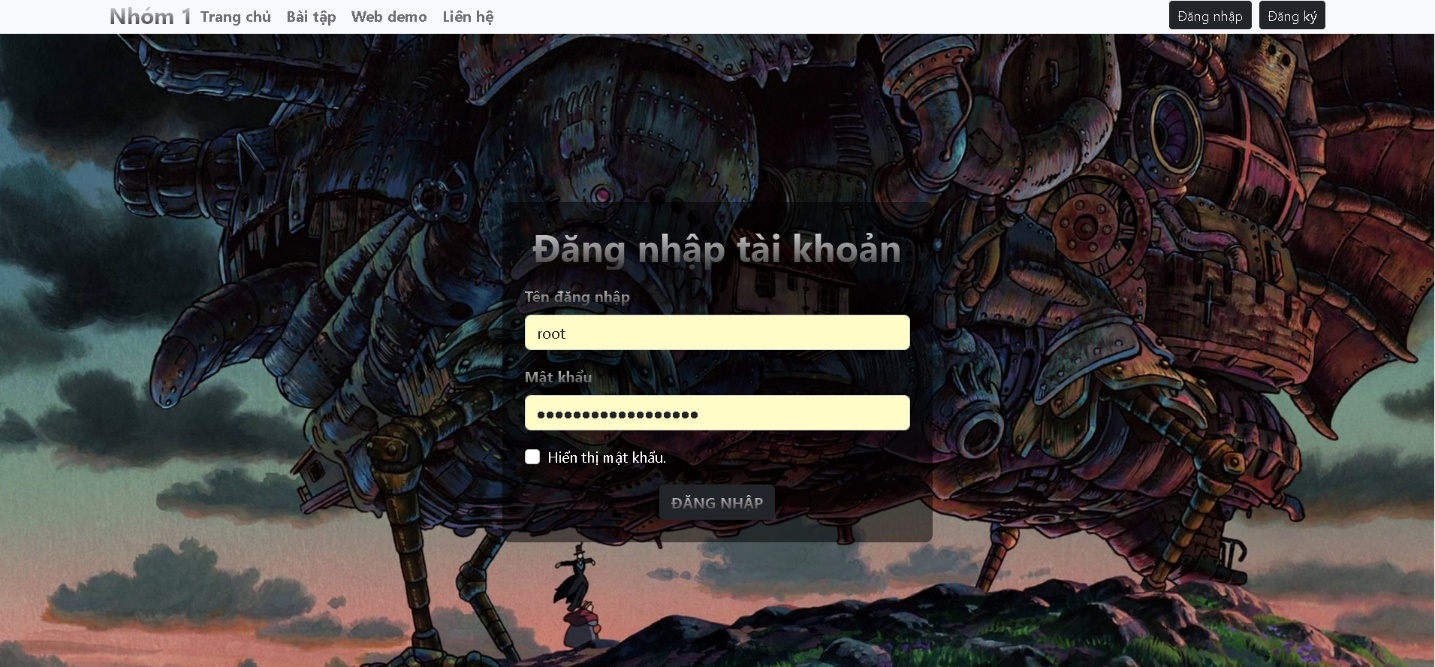 Nhóm 1 Trang chủ Bài tập Web demo Liên hệ Đăng nhập Đăng ký
Đăng nhập tài khoản
Tên đăng nhập
root
Mật khẩu
••••••••••••••••••
Hiển thị mật khẩu.
ĐĂNG NHẬP